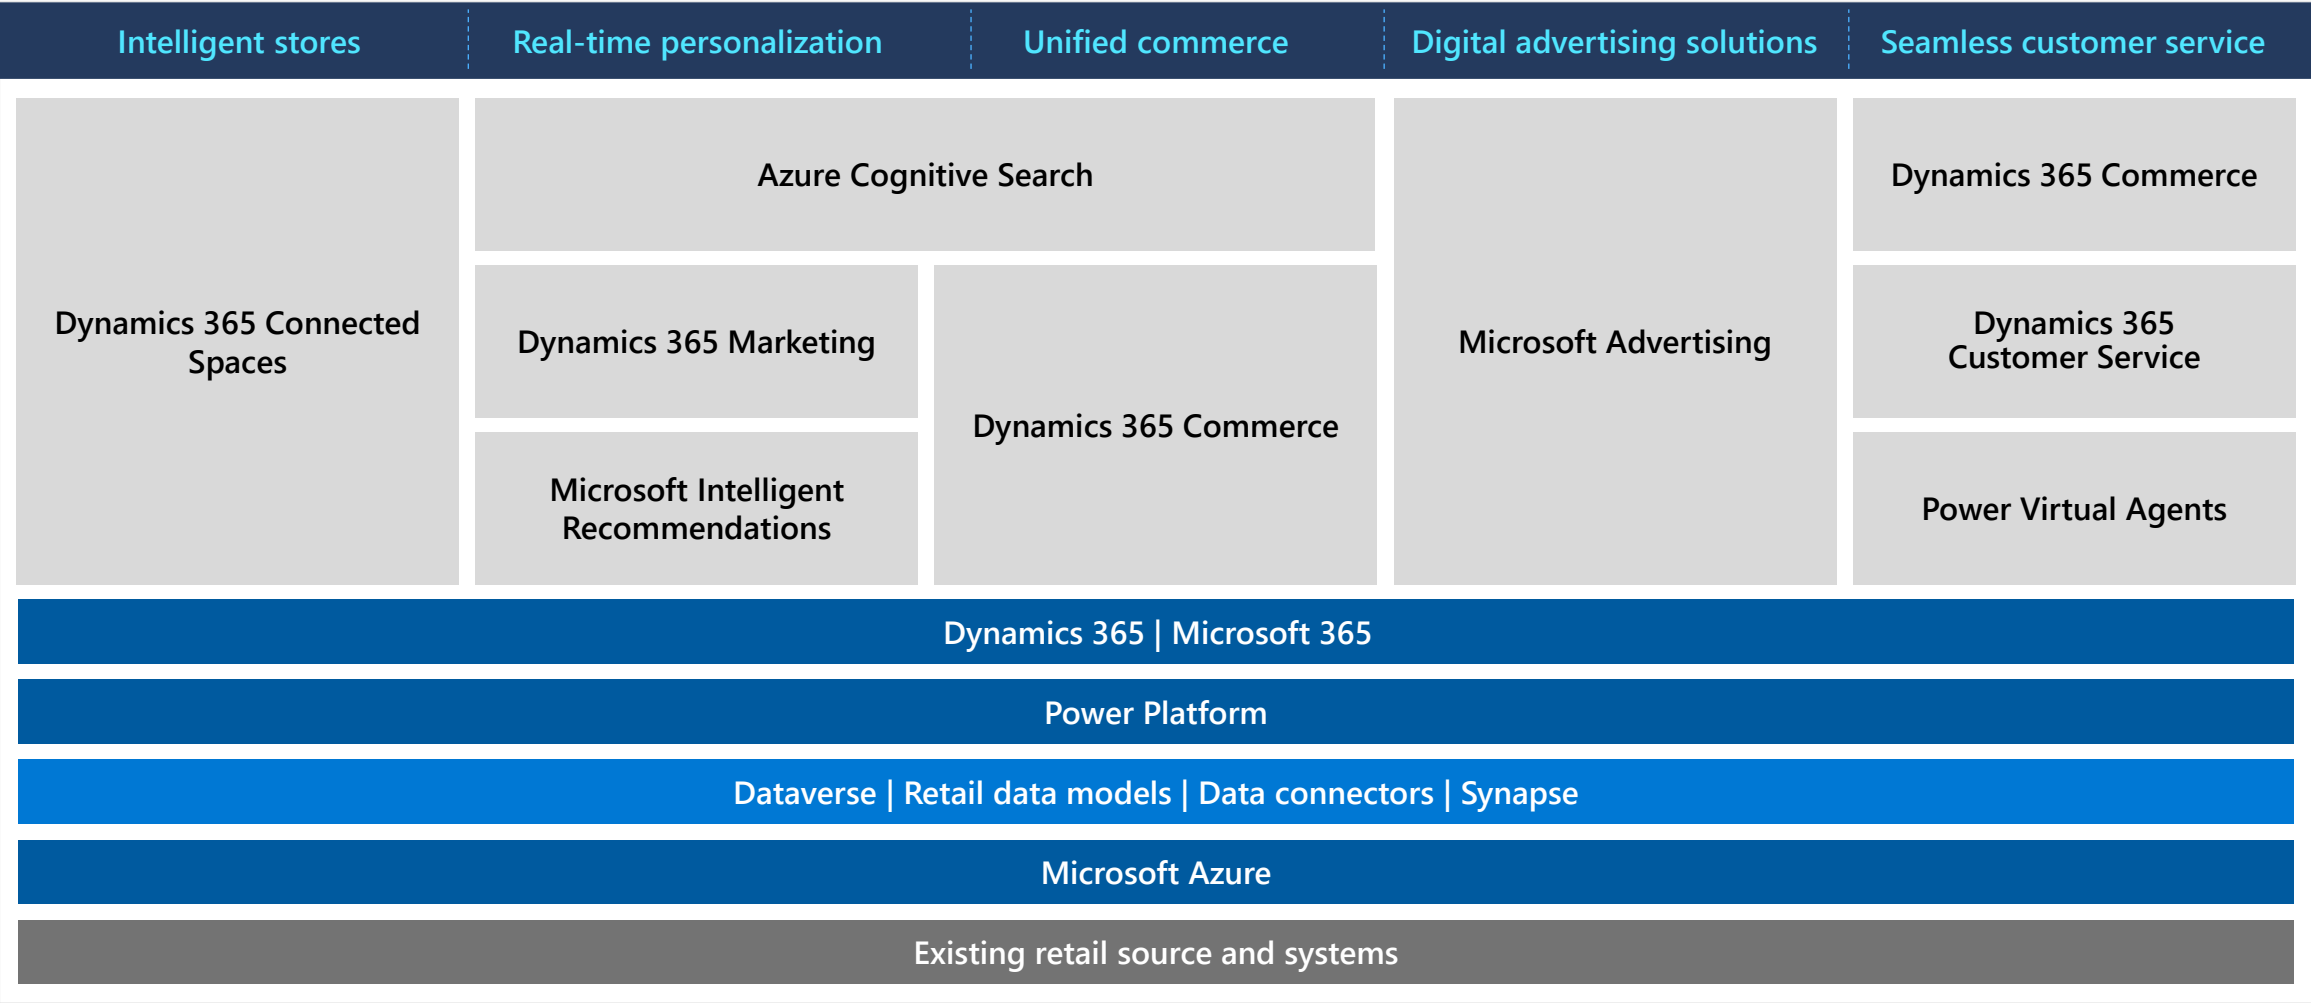 Intelligent stores
Real-time personalization
Unified commerce
Digital advertising solutions
Seamless customer service
Dynamics 365 Connected
Spaces
Azure Cognitive Search
Dynamics 365 Marketing
Microsoft Intelligent
Recommendations
Dynamics 365 Commerce
Microsoft Advertising
Dynamics 365 Commerce
Dynamics 365
Customer Service
Power Virtual Agents
Dynamics 365 | Microsoft 365
Power Platform
Dataverse | Retail data models | Data connectors | Synapse
Microsoft Azure
Existing retail source and systems